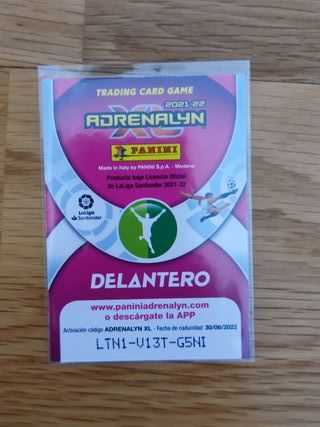 TRADING CARD GAME
2021-22
ADRENALYN
XL
PANINI
Made in Italy by PANINI S.p.A. - Modena
Producto bajo Licencia Oficial
de LaLiga Santander 2021-22
LaLiga
Santander
DELANTERO
www.paniniadrenalyn.com
o descárgate la APP
Activación código ADRENALYN XL - Fecha de caducidad: 30/06/2022
LTN1-V13T-G5NI